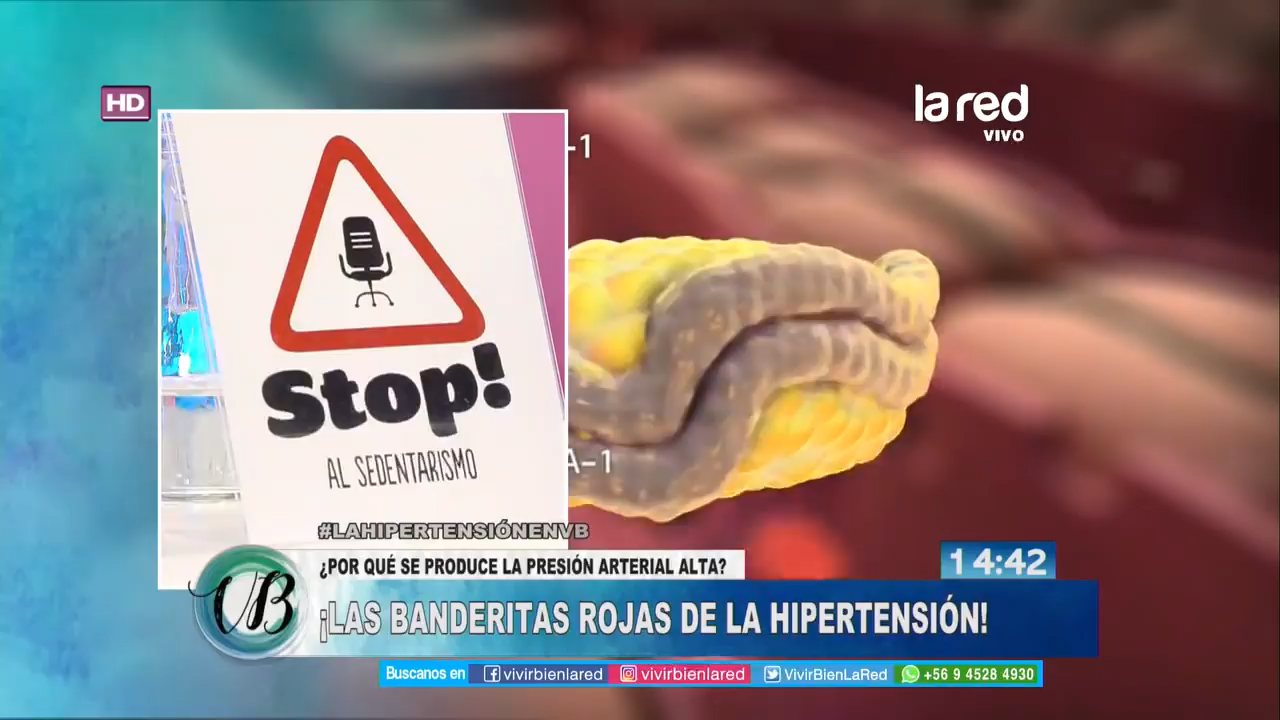 HD
la red
VIVO
-1
Stop!
AL SEDENTARISMO
A-1
#LAHIPERTENSIÓNENVB
¿POR QUÉ SE PRODUCE LA PRESIÓN ARTERIAL ALTA?
14:42
VB
¡LAS BANDERITAS ROJAS DE LA HIPERTENSIÓN!
Buscanos en vivirbienlared vivirbienlared VivirBienLaRed +56 9 4528 4930